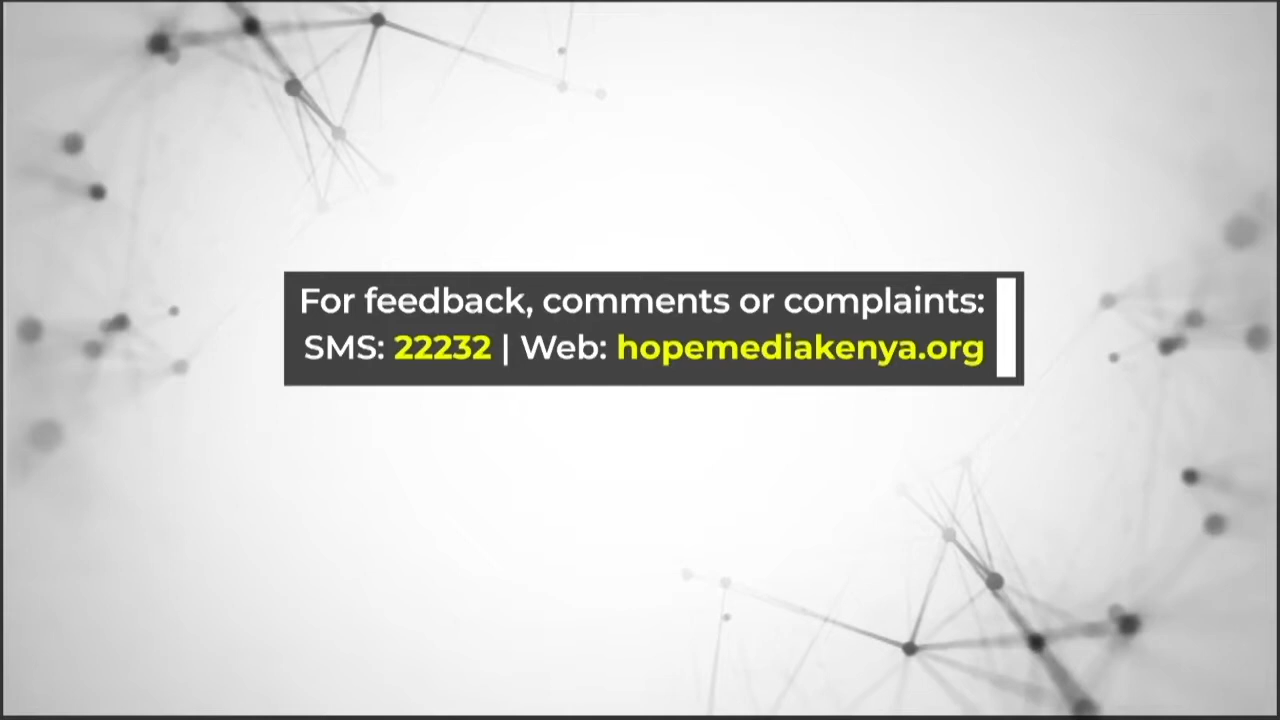 For feedback, comments or complaints:
SMS: 22232 | Web: hopemediakenya.org